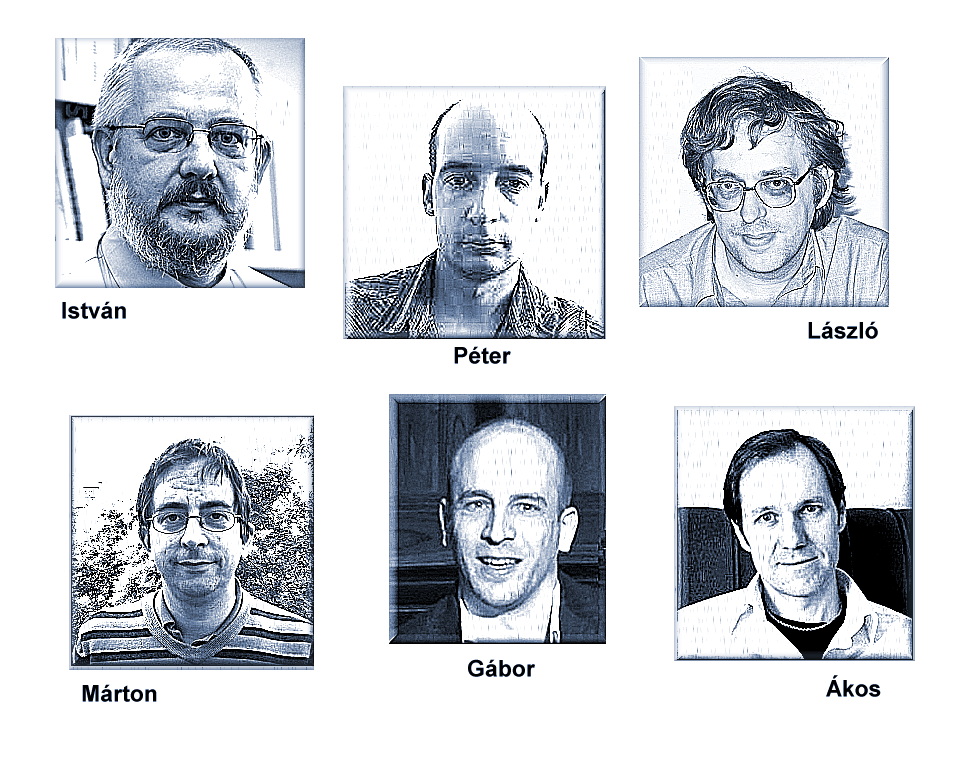 István
Péter
László
Márton
Gábor
Ákos